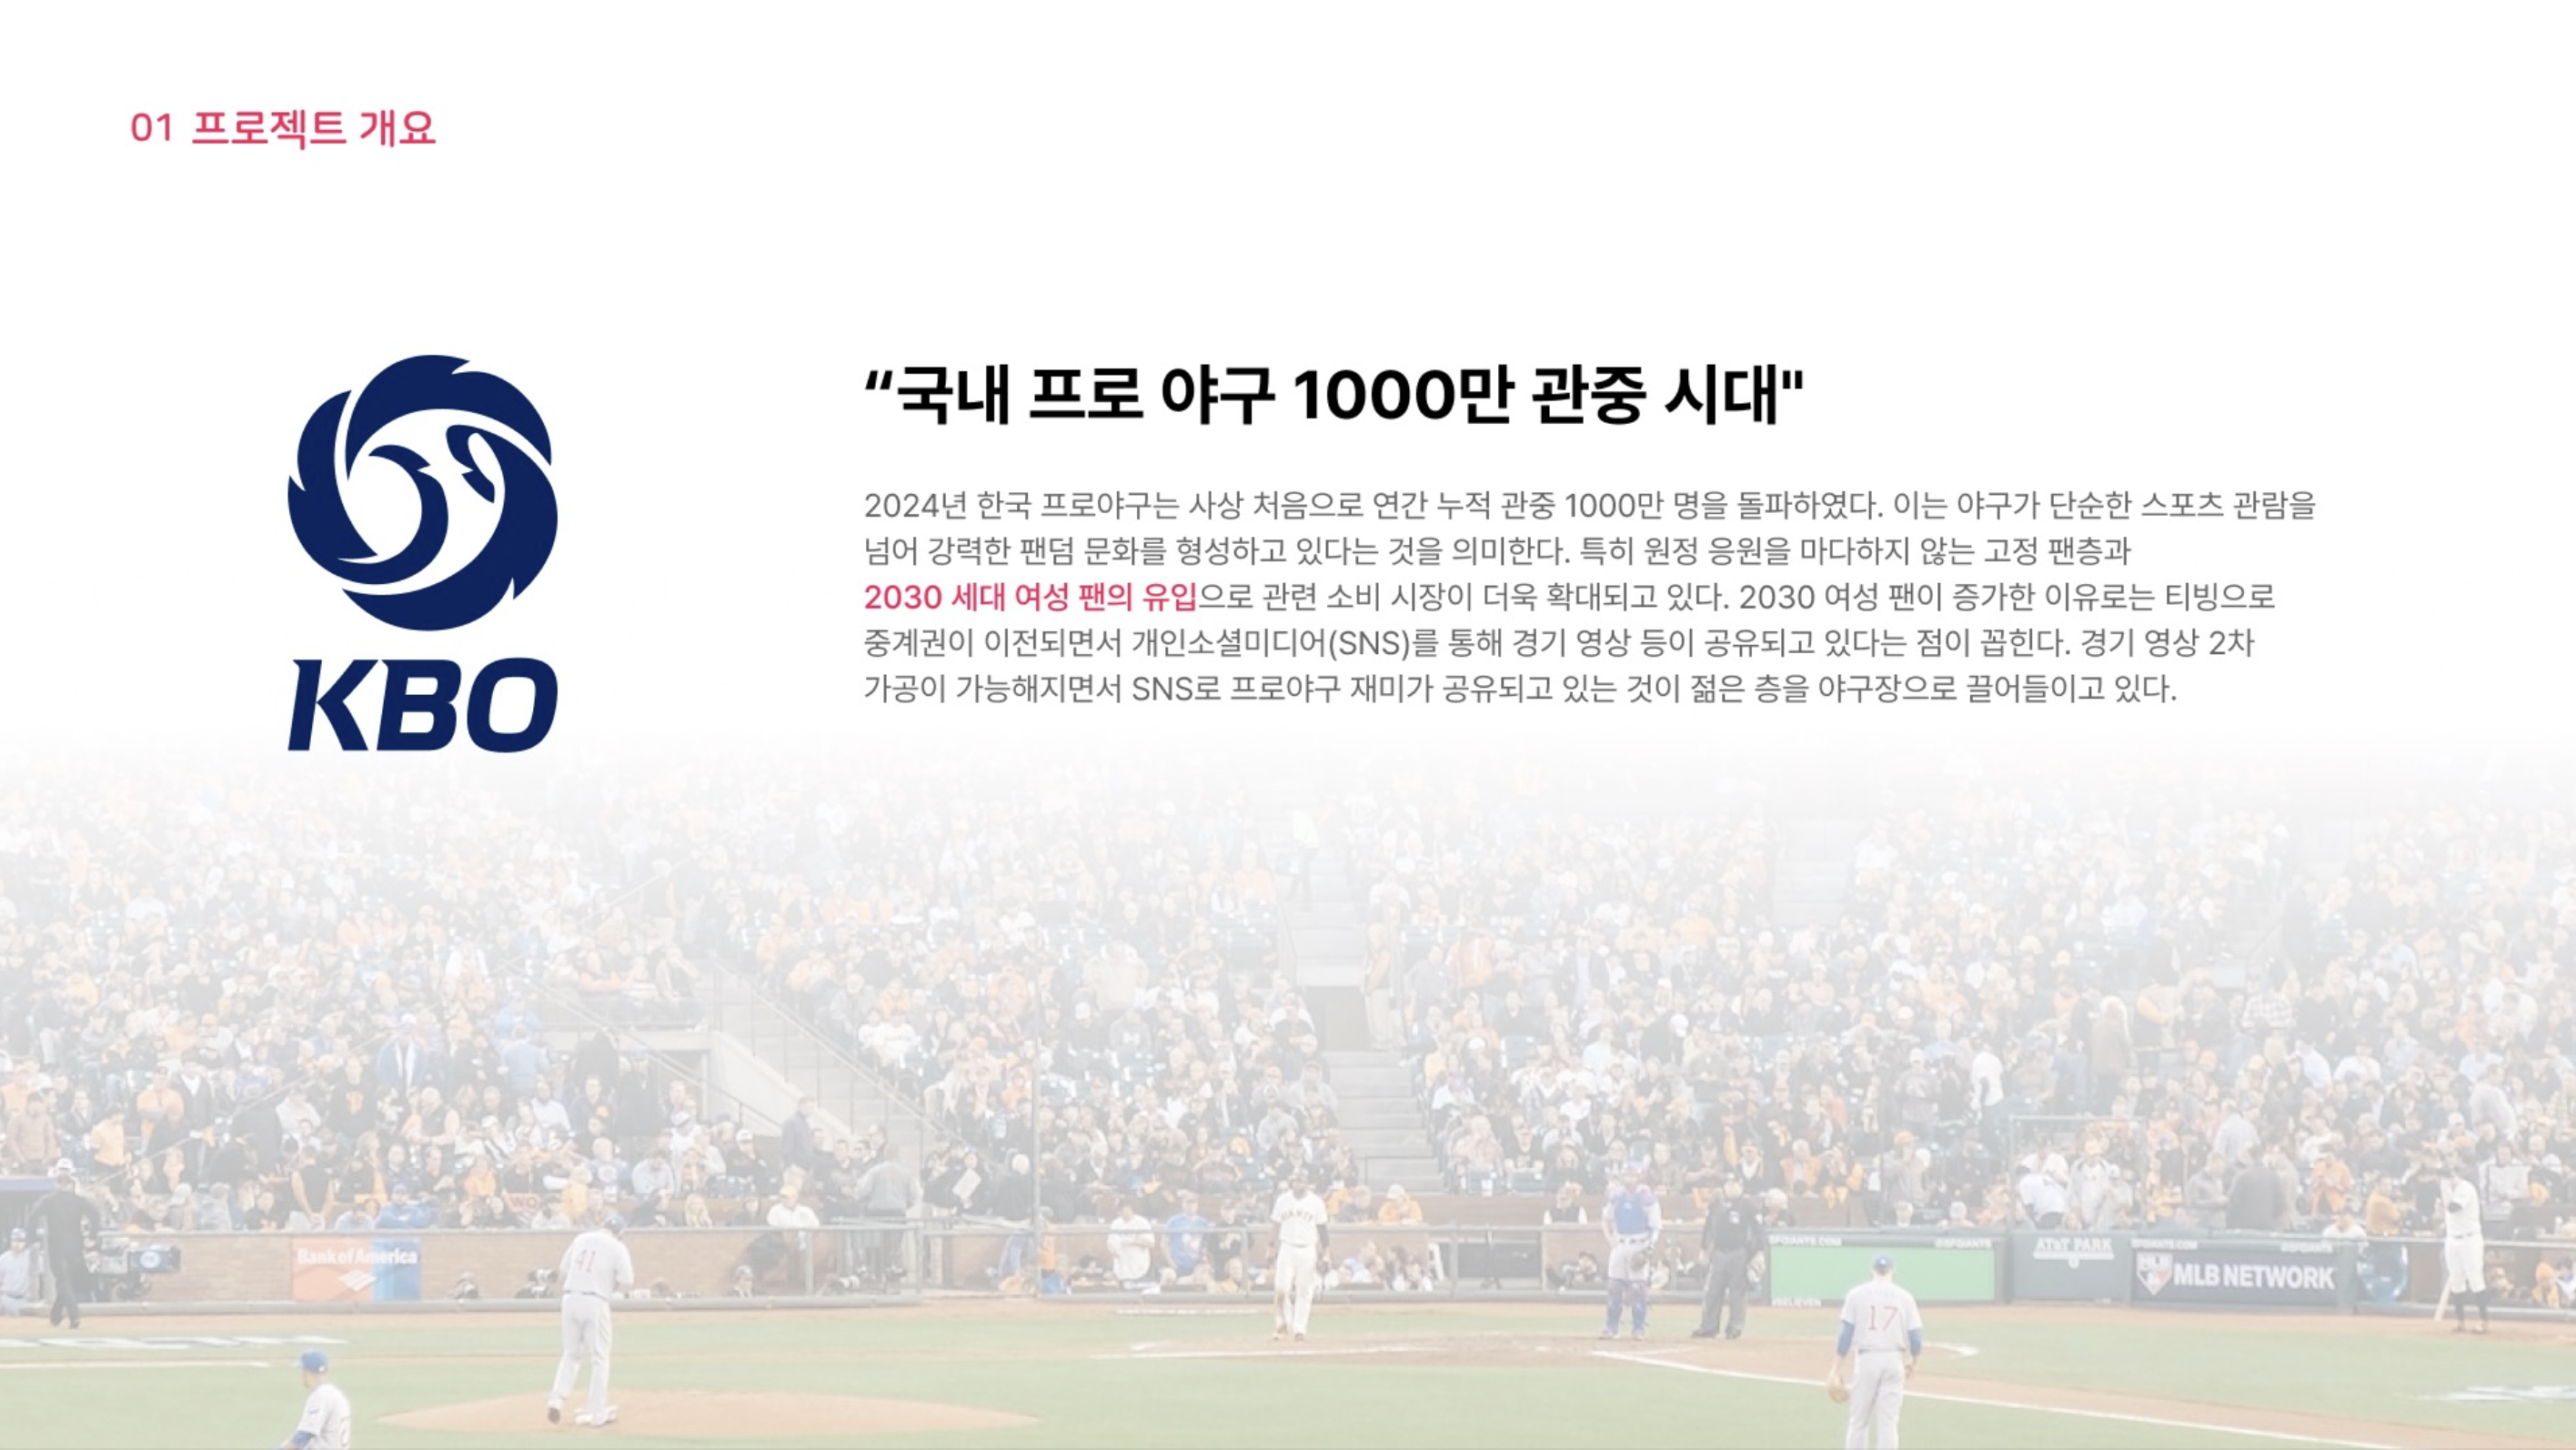 01 프로젝트 개요
KBO
“국내 프로 야구 1000만 관중 시대"
2024년 한국 프로야구는 사상 처음으로 연간 누적 관중 1000만 명을 돌파하였다. 이는 야구가 단순한 스포츠 관람을
넘어 강력한 팬덤 문화를 형성하고 있다는 것을 의미한다. 특히 원정 응원을 마다하지 않는 고정 팬층과
2030 세대 여성 팬의 유입으로 관련 소비 시장이 더욱 확대되고 있다. 2030 여성 팬이 증가한 이유로는 티빙으로
중계권이 이전되면서 개인소셜미디어(SNS)를 통해 경기 영상 등이 공유되고 있다는 점이 꼽힌다. 경기 영상 2차
가공이 가능해지면서 SNS로 프로야구 재미가 공유되고 있는 것이 젊은 층을 야구장으로 끌어들이고 있다.
Bank of America
41
AT&T PARK
MLB NETWORK
17